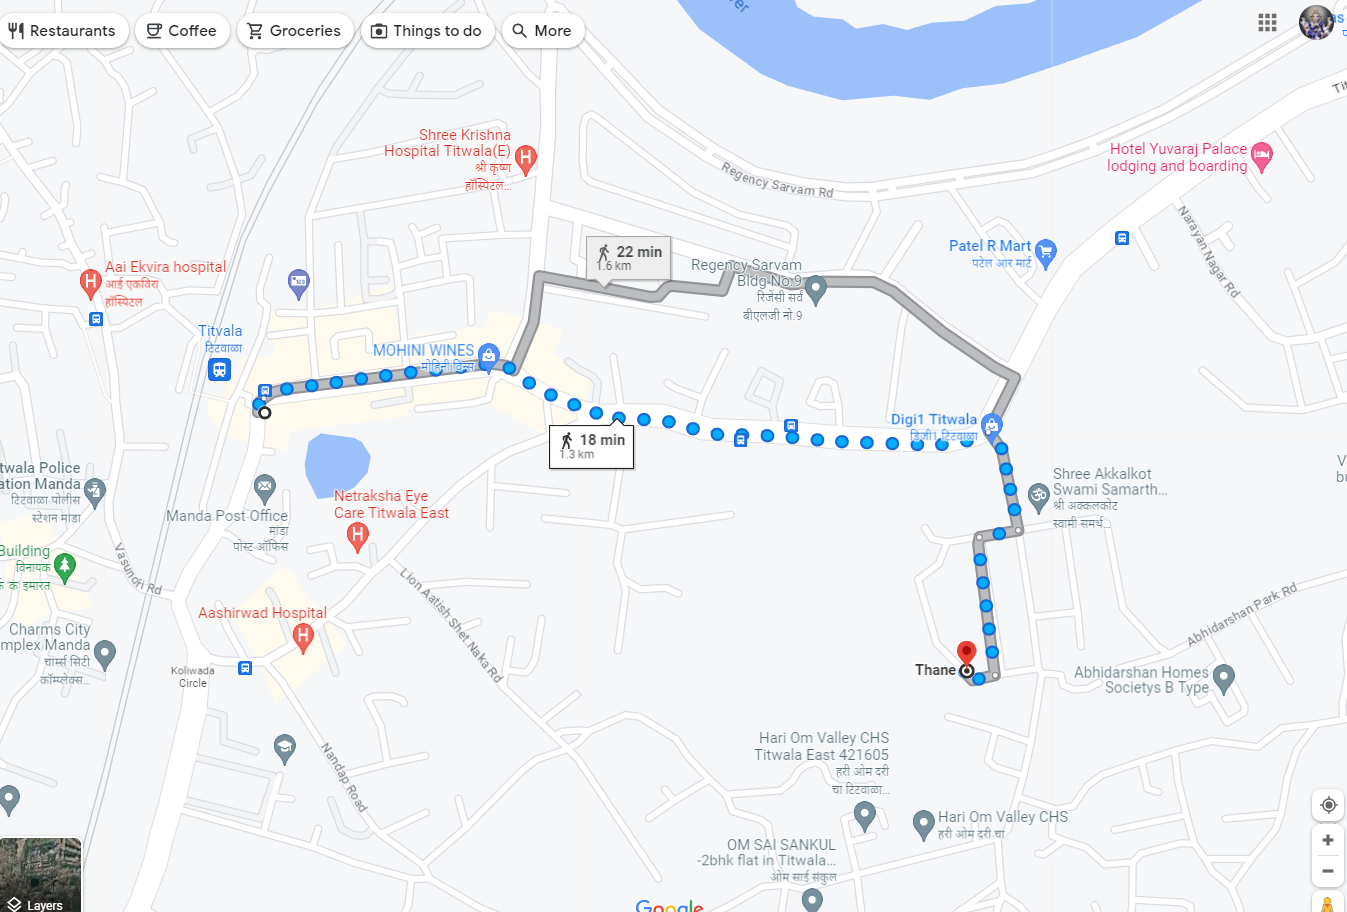 Restaurants
Coffee
Groceries
Things to do
More
Shree Krishna
Hospital Titwala(E)
श्री कृष्ण
हॉस्पिटल...
Regency Sarvam Rd
Hotel Yuvaraj Palace
lodging and boarding
Narayan Nagar Rd
Patel R Mart
पटेल आर मार्ट
22 min
1.6 km
Regency Sarvam
Bldg No 9
रिजेंसी सर्व
बीएलजी नो.9
Aai Ekvira hospital
आई एकविरा
हॉस्पिटल
Titvala
टिटवाळा
MOHINI WINES
मोहिनी विन्स
18 min
1.3 km
Digi1 Titwala
डिजी1 टिटवाळा
twala Police
ation Manda
टिटवाळा पोलीस
स्टेशन मांडा
Manda Post Office
मांडा
पोस्ट ऑफिस
Netraksha Eye
Care Titwala East
Shree Akkalkot
Swami Samarth...
श्री अक्कलकोट
स्वामी समर्थ...
Building
विनायक
क इमारत
Vasundri Rd
Lion Aatish Shet Naka Rd
Aashirwad Hospital
Charms City
mplex Manda
चार्म्स सिटी
कॉम्प्लेक्स...
Koliwada
Circle
Thane
Abhidarshan Park Rd
Abhidarshan Homes
Societys B Type
Nandap Road
Hari Om Valley CHS
Titwala East 421605
हरी ओम दरी
चा टिटवाळा...
Hari Om Valley CHS
हरी ओम दरी चा
OM SAI SANKUL
-2bhk flat in Titwala...
ओम साई संकुल
Layers
Google